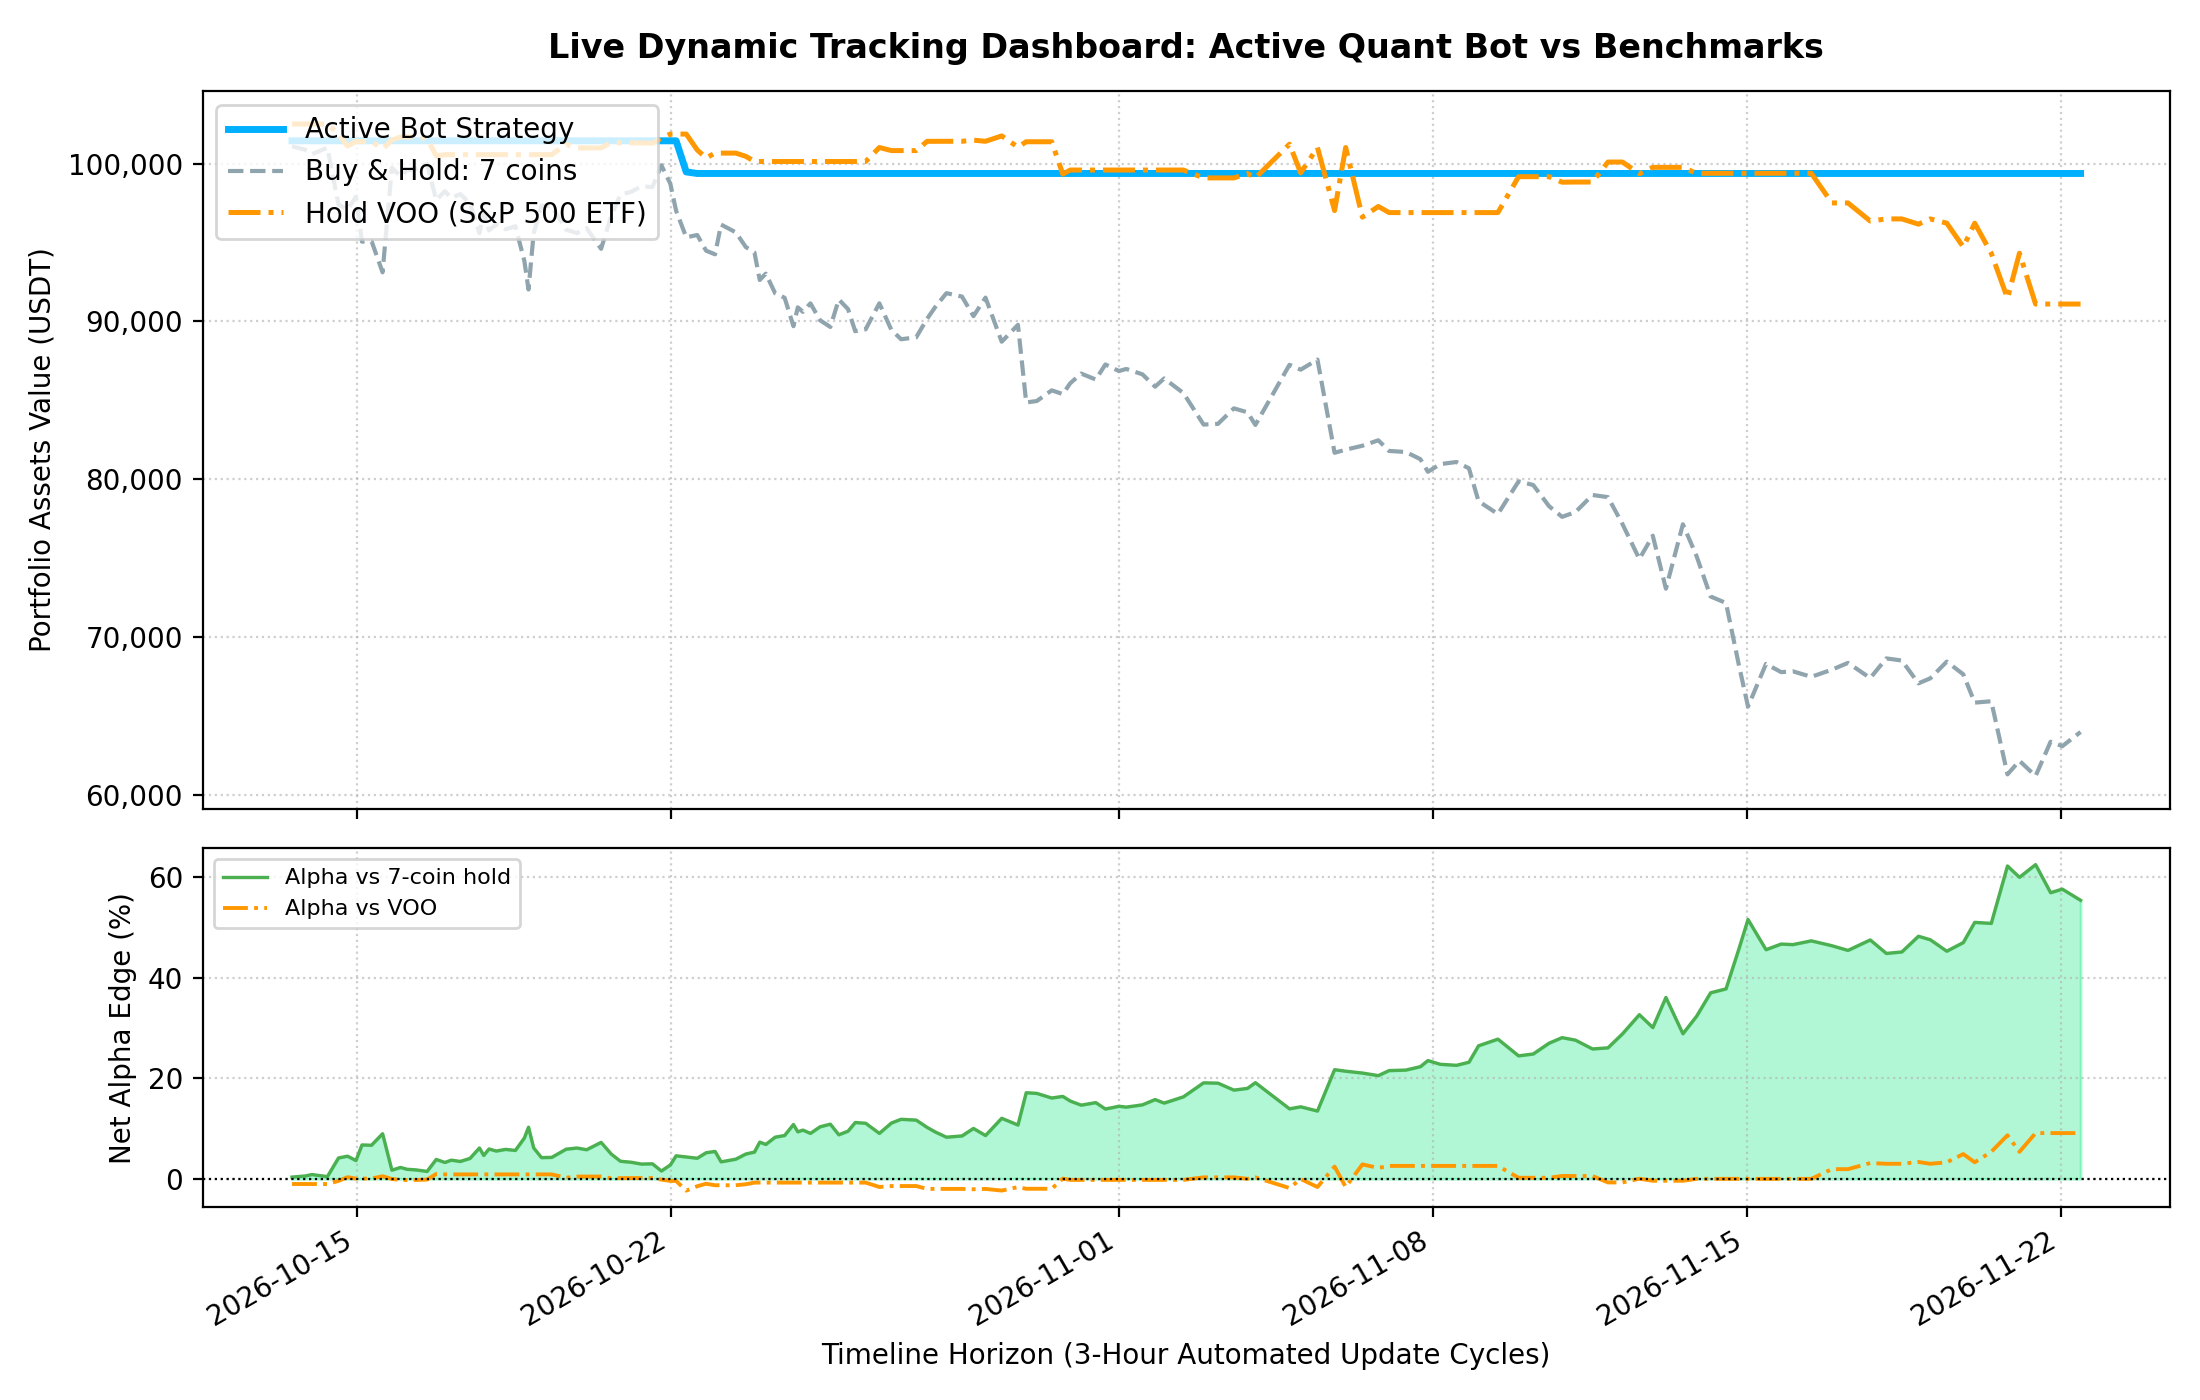 Live Dynamic Tracking Dashboard: Active Quant Bot vs Benchmarks
Active Bot Strategy
Buy & Hold: 7 coins
Hold VOO (S&P 500 ETF)
Portfolio Assets Value (USDT)
100,000
90,000
80,000
70,000
60,000
Alpha vs 7-coin hold
Alpha vs VOO
Net Alpha Edge (%)
60
40
20
0
2026-10-15
2026-10-22
2026-11-01
2026-11-08
2026-11-15
2026-11-22
Timeline Horizon (3-Hour Automated Update Cycles)